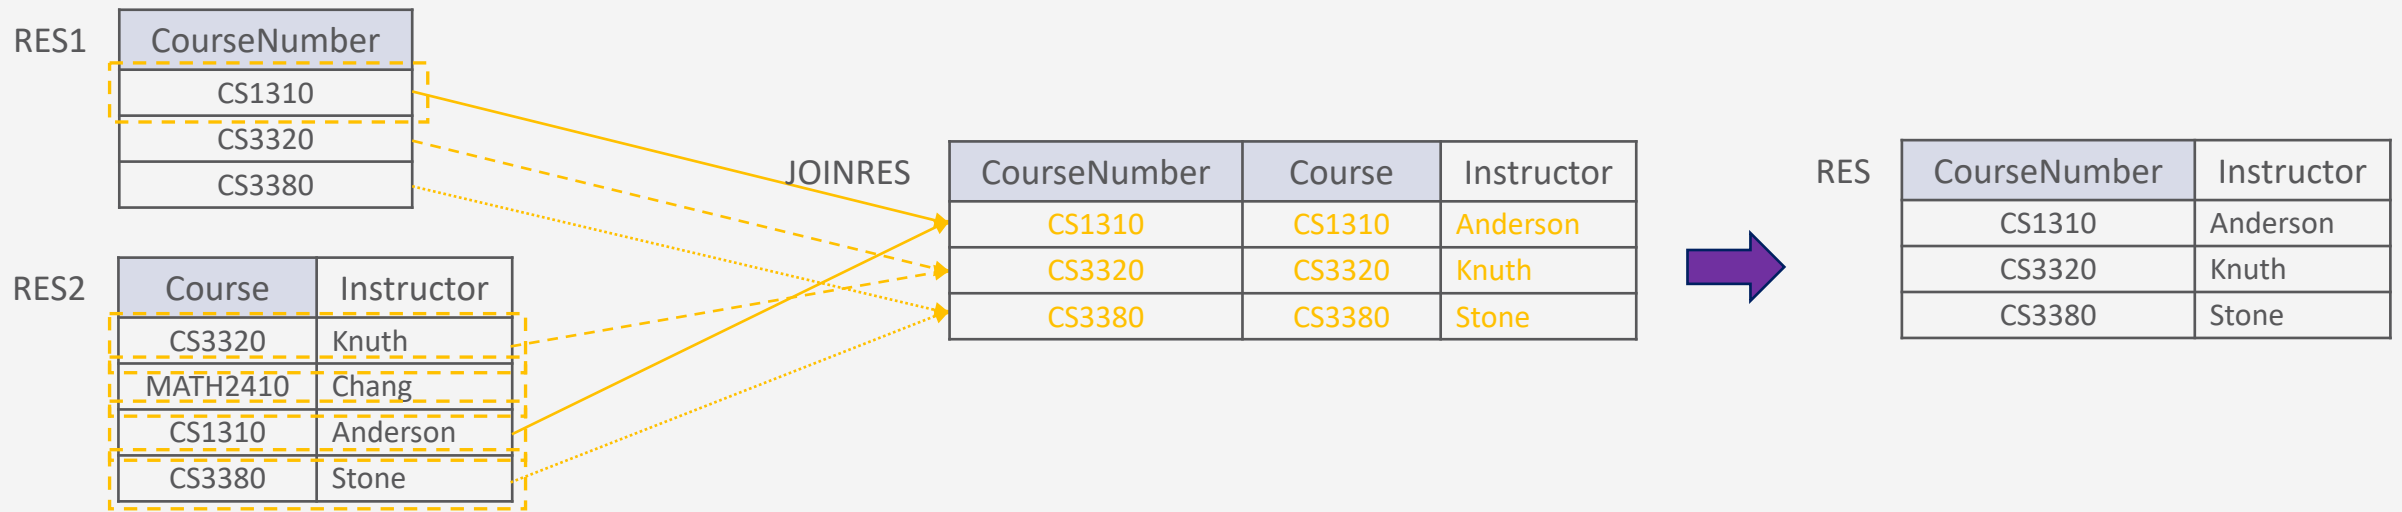 RES1
CourseNumber
CS1310
CS3320
CS3380
RES2
Course Instructor
CS3320 Knuth
MATH2410 Chang
CS1310 Anderson
CS3380 Stone
JOINRES
CourseNumber Course Instructor
CS1310 CS1310 Anderson
CS3320 CS3320 Knuth
CS3380 CS3380 Stone
RES
CourseNumber Instructor
CS1310 Anderson
CS3320 Knuth
CS3380 Stone